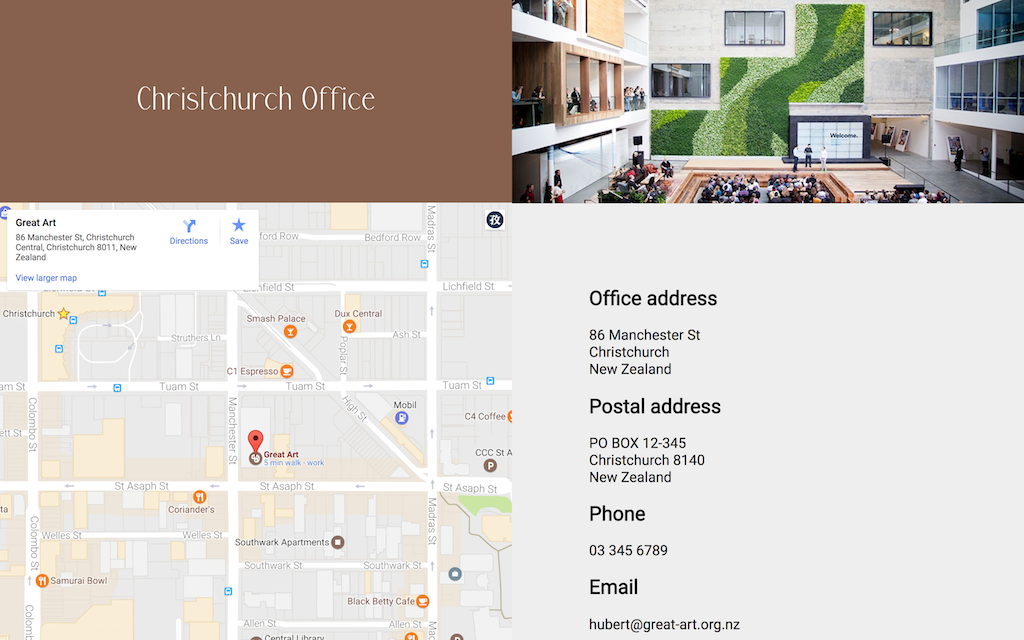 Christchurch Office
Welcome.
Great Art
86 Manchester St, Christchurch
Central, Christchurch 8011, New
Zealand
Directions
Save
View larger map
Bedford Row
Madras St
Lichfield St
Lichfield St
Christchurch
Smash Palace
Dux Central
Struthers Ln
Ash St
Poplar St
C1 Espresso
Tuam St
Tuam St
Tuam St
High St
Colombo St
Manchester St
Mobil
C4 Coffee
Great Art
5 min walk · work
CCC St A
St Asaph St
St Asaph St
St Asaph St
Coriander's
Madras St
Colombo St
Welles St
Welles St
Southwark Apartments
Southwark St
Southwark St
Samurai Bowl
Black Betty Cafe
Allen St
Allen St
Central Library
Office address
86 Manchester St
Christchurch
New Zealand
Postal address
PO BOX 12-345
Christchurch 8140
New Zealand
Phone
03 345 6789
Email
hubert@great-art.org.nz